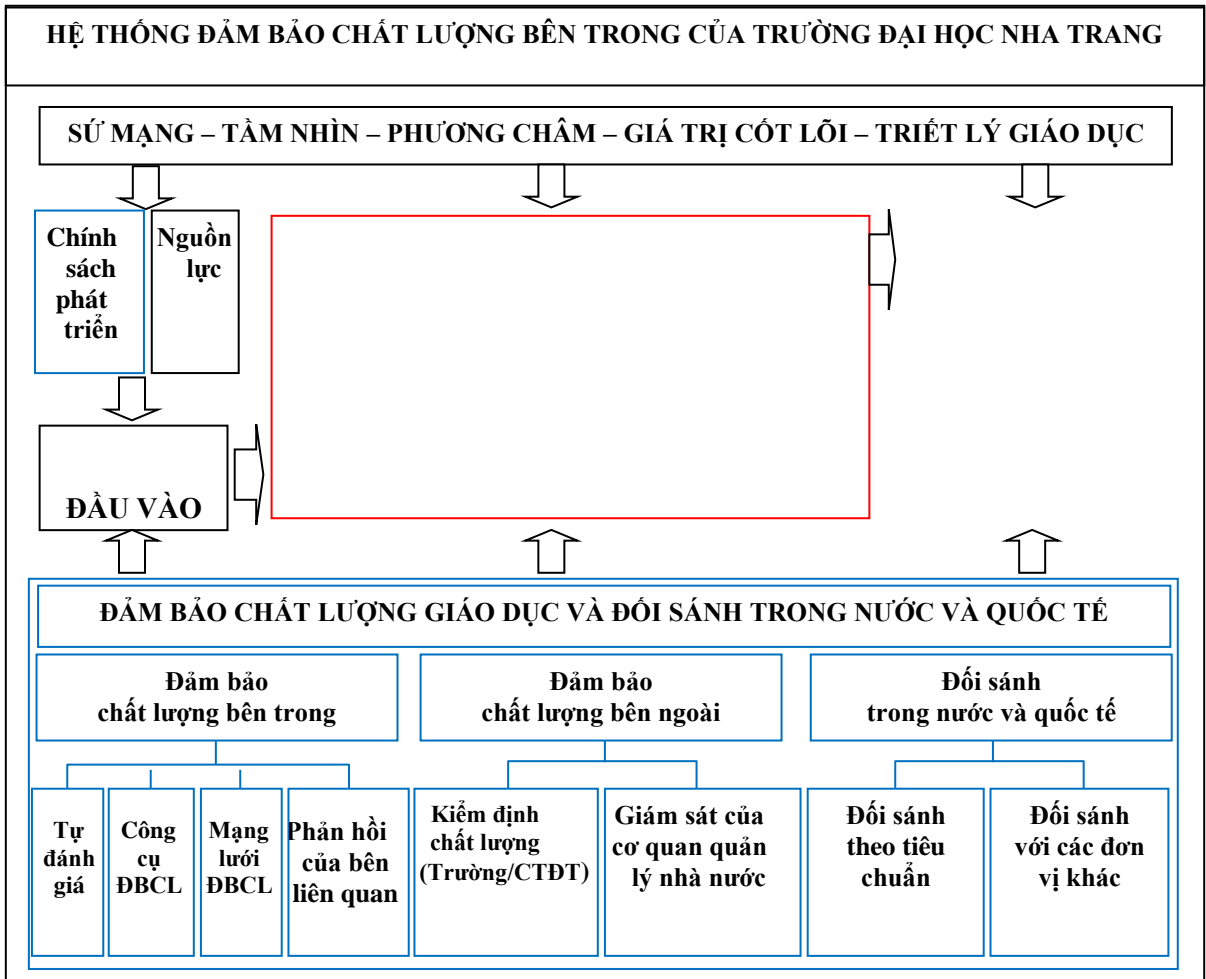 HỆ THỐNG ĐẢM BẢO CHẤT LƯỢNG BÊN TRONG CỦA TRƯỜNG ĐẠI HỌC NHA TRANG
SỨ MẠNG – TẦM NHÌN – PHƯƠNG CHÂM – GIÁ TRỊ CỐT LÕI – TRIẾT LÝ GIÁO DỤC
Chính
sách
phát
triển
Nguồn
lực
ĐẦU VÀO
ĐẢM BẢO CHẤT LƯỢNG GIÁO DỤC VÀ ĐỐI SÁNH TRONG NƯỚC VÀ QUỐC TẾ
Đảm bảo
chất lượng bên trong
Đảm bảo
chất lượng bên ngoài
Đối sánh
trong nước và quốc tế
Tự
đánh
giá
Công
cụ
ĐBCL
Mạng
lưới
ĐBCL
Phản hồi
của bên
liên quan
Kiểm định
chất lượng
(Trường/CTĐT)
Giám sát của
cơ quan quản
lý nhà nước
Đối sánh
theo tiêu
chuẩn
Đối sánh
với các đơn
vị khác